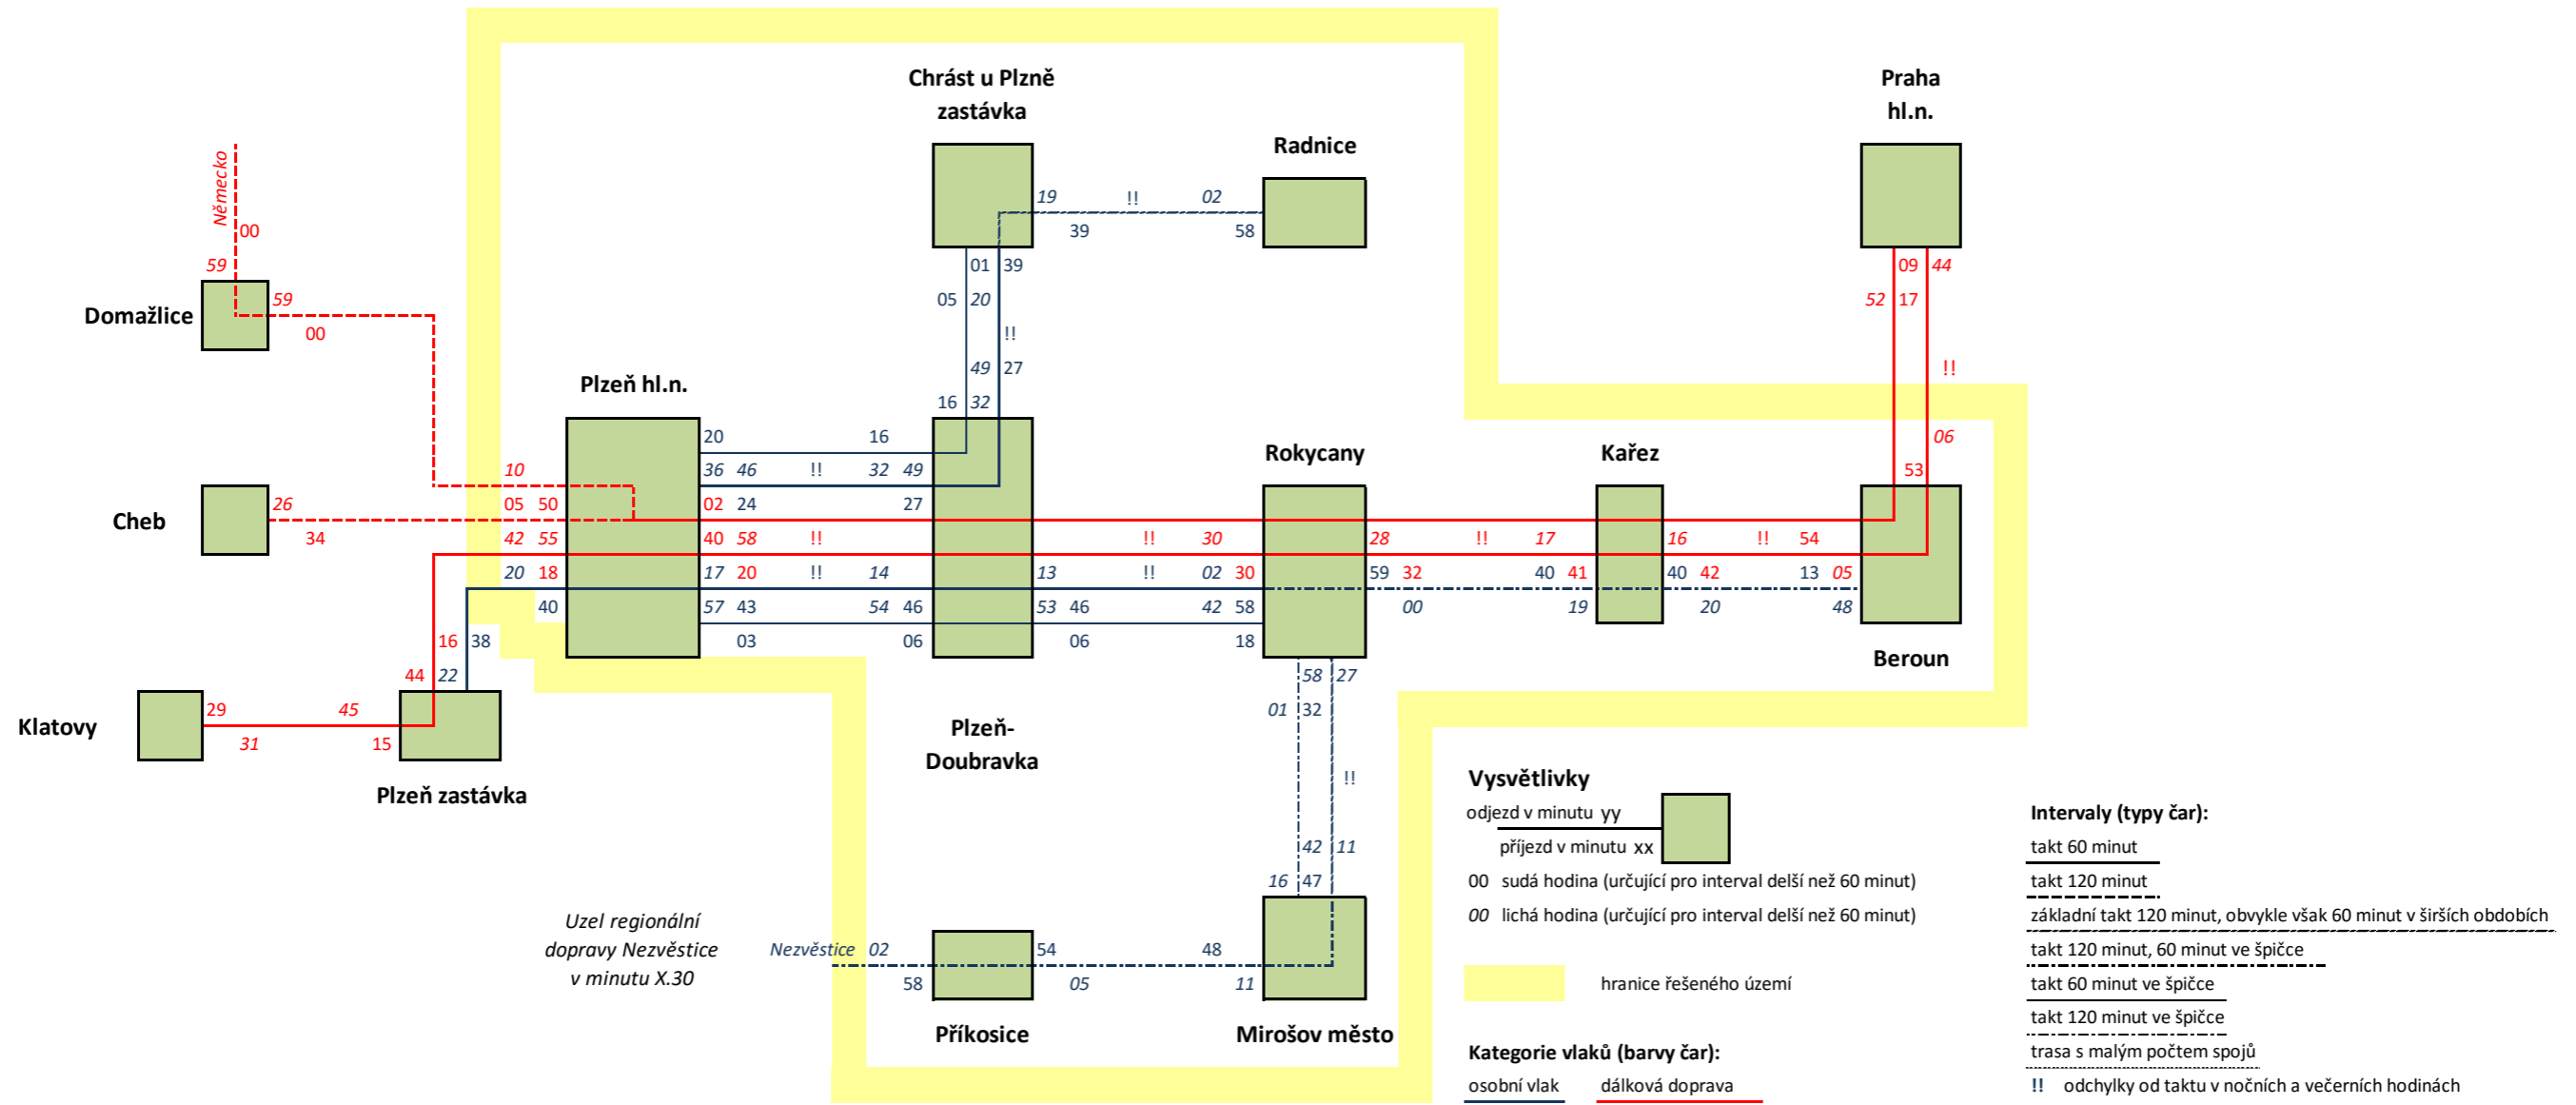 Chrást u Plzně
zastávka
Praha
hl.n.
Radnice
Německo
00
59
19 !! 02
39 58
01 39
05 20
!!
49 27
16 32
09 44
52 17
!!
06
53
Domažlice
59
00
Plzeň hl.n.
Rokycany
Kařez
20 16
10
36 46 !! 32 49
Cheb
26
34
05 50
02 24 27
42 55
40 58 !! !! 30
28 !! 17
16 !! 54
20 18
17 20 !! 14
13 !! 02 30
59 32 40 41
40 42 13 05
40
57 43 54 46
53 46 42 58
00 19
20 48
03 06
06 18
16 38
44 22
Beroun
58 27
01 32
!!
42 11
16 47
Klatovy
29 45
31 15
Plzeň zastávka
Plzeň-
Doubravka
Uzel regionální
dopravy Nezvěstice
v minutu X.30
Nezvěstice 02
58
54 48
05 11
Příkosice
Mirošov město
Vysvětlivky
odjezd v minutu yy
příjezd v minutu xx
00 sudá hodina (určující pro interval delší než 60 minut)
00 lichá hodina (určující pro interval delší než 60 minut)
hranice řešeného území
Kategorie vlaků (barvy čar):
osobní vlak
dálková doprava
Intervaly (typy čar):
takt 60 minut
takt 120 minut
základní takt 120 minut, obvykle však 60 minut v širších obdobích
takt 120 minut, 60 minut ve špičce
takt 60 minut ve špičce
takt 120 minut ve špičce
trasa s malým počtem spojů
!! odchylky od taktu v nočních a večerních hodinách